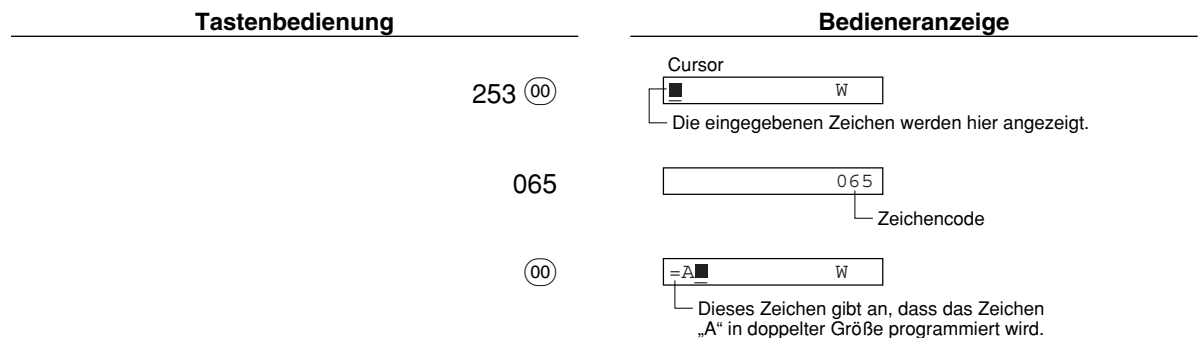 Tastenbedienung Bedieneranzeige
Cursor
253 00 W
Die eingegebenen Zeichen werden hier angezeigt.
065 065
Zeichencode
00 =A W
Dieses Zeichen gibt an, dass das Zeichen
„A“ in doppelter Größe programmiert wird.